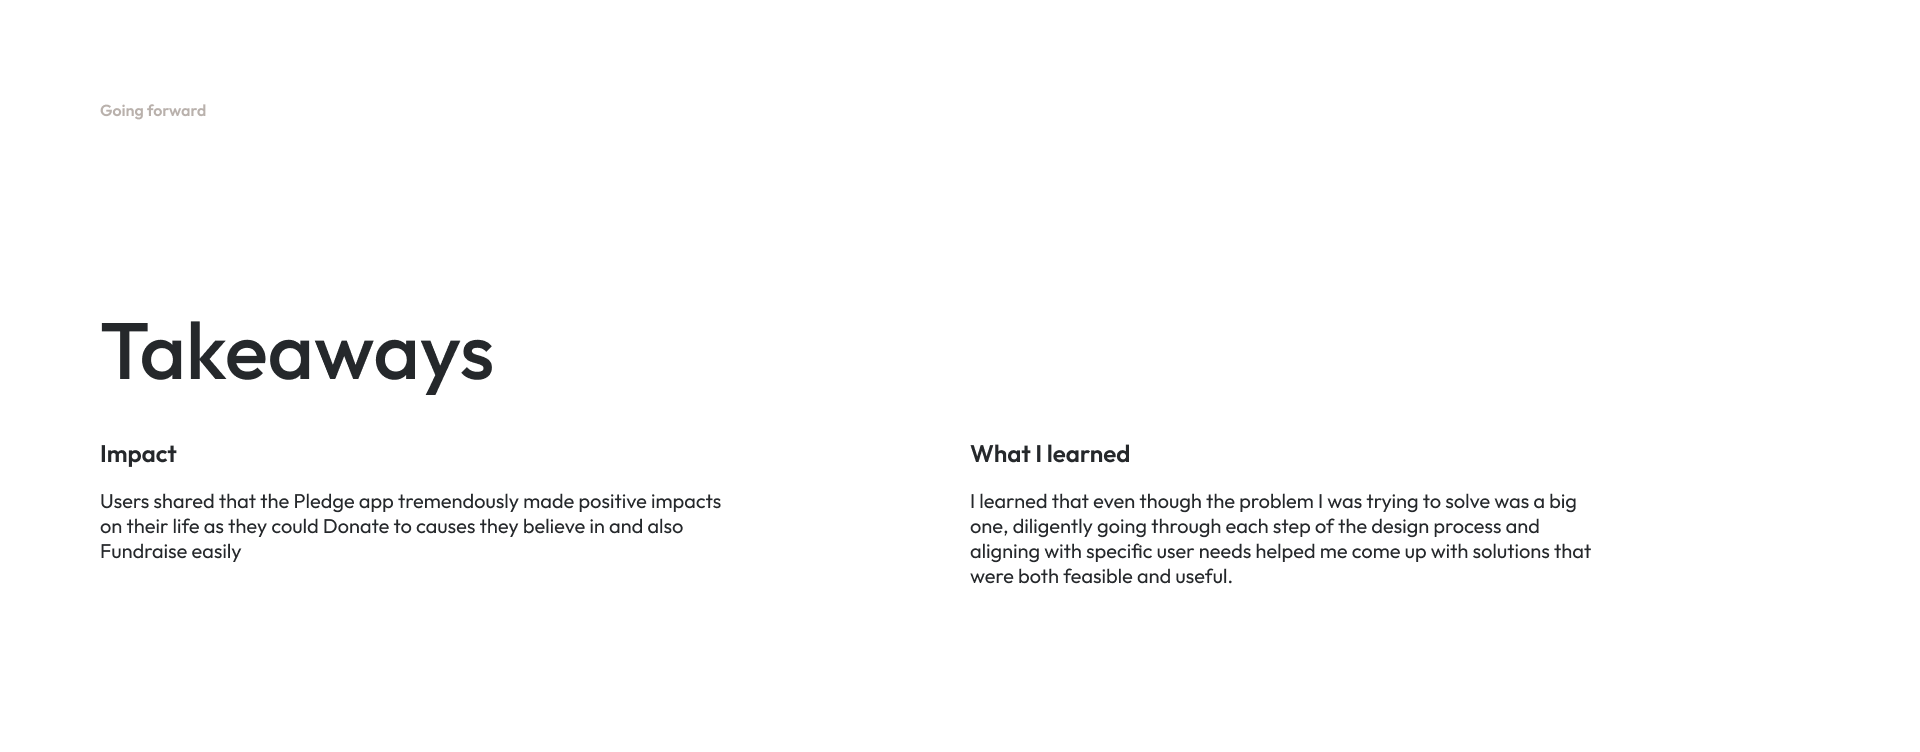 Going forward
Takeaways
Impact
Users shared that the Pledge app tremendously made positive impacts
on their life as they could Donate to causes they believe in and also
Fundraise easily
What I learned
I learned that even though the problem I was trying to solve was a big
one, diligently going through each step of the design process and
aligning with specific user needs helped me come up with solutions that
were both feasible and useful.